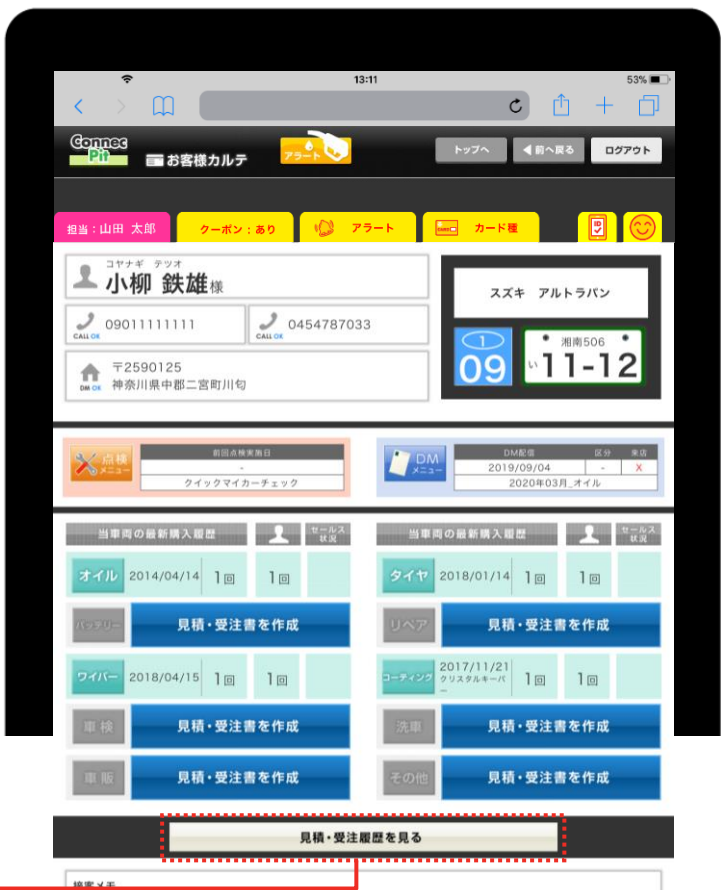 13:11
53%
Connec
Pit
お客様カルテ
アラート
トップへ
前へ戻る
ログアウト
担当：山田 太郎
クーポン：あり
アラート
カード種
ID
コヤナギ テツオ
小柳 鉄雄様
スズキ アルトラパン
CALL OK
09011111111
CALL OK
0454787033
1
09
湘南506
い
11-12
DM OK
〒2590125
神奈川県中郡二宮町川匂
点検
メニュー
前回点検実施日
-
クイックマイカーチェック
DM
メニュー
DM配信 区分 来店
2019/09/04 - X
2020年03月_オイル
当車両の最新購入履歴 セールス
状況
当車両の最新購入履歴 セールス
状況
オイル 2014/04/14 1回 1回
タイヤ 2018/01/14 1回 1回
バッテリー 見積・受注書を作成
リペア 見積・受注書を作成
ワイパー 2018/04/15 1回 1回
コーティング 2017/11/21 1回 1回
クリスタルキーパ
ー
車検 見積・受注書を作成
洗車 見積・受注書を作成
車販 見積・受注書を作成
その他 見積・受注書を作成
見積・受注履歴を見る
接客メモ